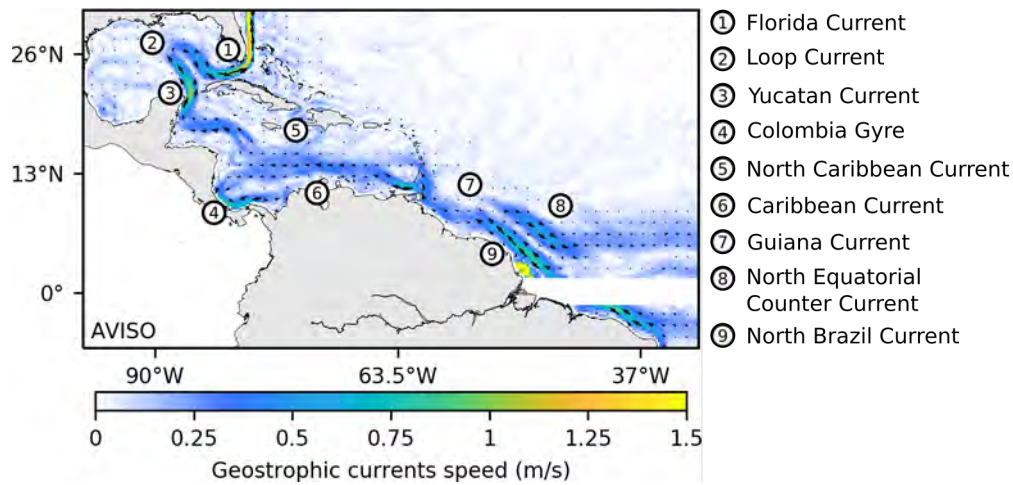 26°N
13°N
0°
AVISO
90°W
63.5°W
37°W
0
0.25
0.5
0.75
1
1.25
1.5
Geostrophic currents speed (m/s)
1
2
3
4
5
6
7
8
9
1 Florida Current
2 Loop Current
3 Yucatan Current
4 Colombia Gyre
5 North Caribbean Current
6 Caribbean Current
7 Guiana Current
8 North Equatorial
Counter Current
9 North Brazil Current